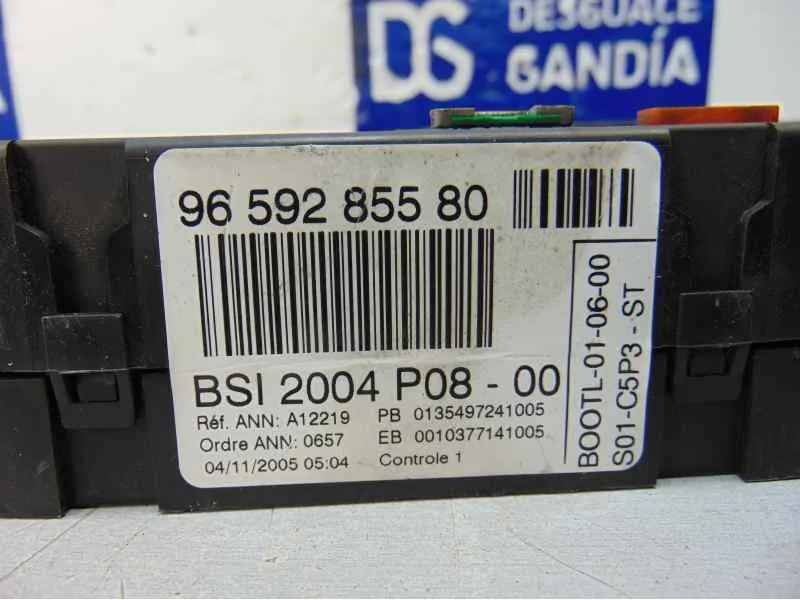 DS
DESGUACE
GANDÍA
96 592 855 80
BSI 2004 P08 - 00
Réf. ANN: A12219 PB 0135497241005
Ordre ANN: 0657 EB 0010377141005
04/11/2005 05:04 Controle 1
BOOTL-01-06-00
S01-C5P3 - ST